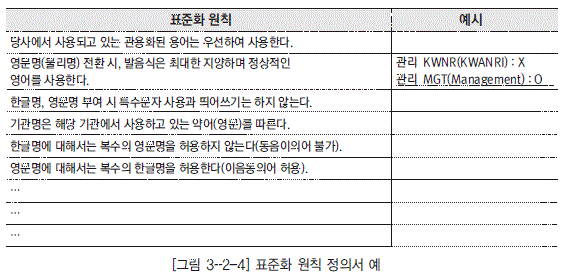 표준화 원칙 예시
당사에서 사용되고 있는 관용화된 용어는 우선하여 사용한다.
영문명(물리명) 전환 시, 발음식은 최대한 지양하며 정상적인
영어를 사용한다.
관리 KWNR(KWANRI) : X
관리 MGT(Management) : O
한글명, 영문명 부여 시 특수문자 사용과 띄어쓰기는 하지 않는다.
기관명은 해당 기관에서 사용하고 있는 약어(영문)를 따른다.
한글명에 대해서는 복수의 영문명을 허용하지 않는다(동음이의어 불가).
영문명에 대해서는 복수의 한글명을 허용한다(이음동의어 허용).
…
…
…
[그림 3-2-4] 표준화 원칙 정의서 예